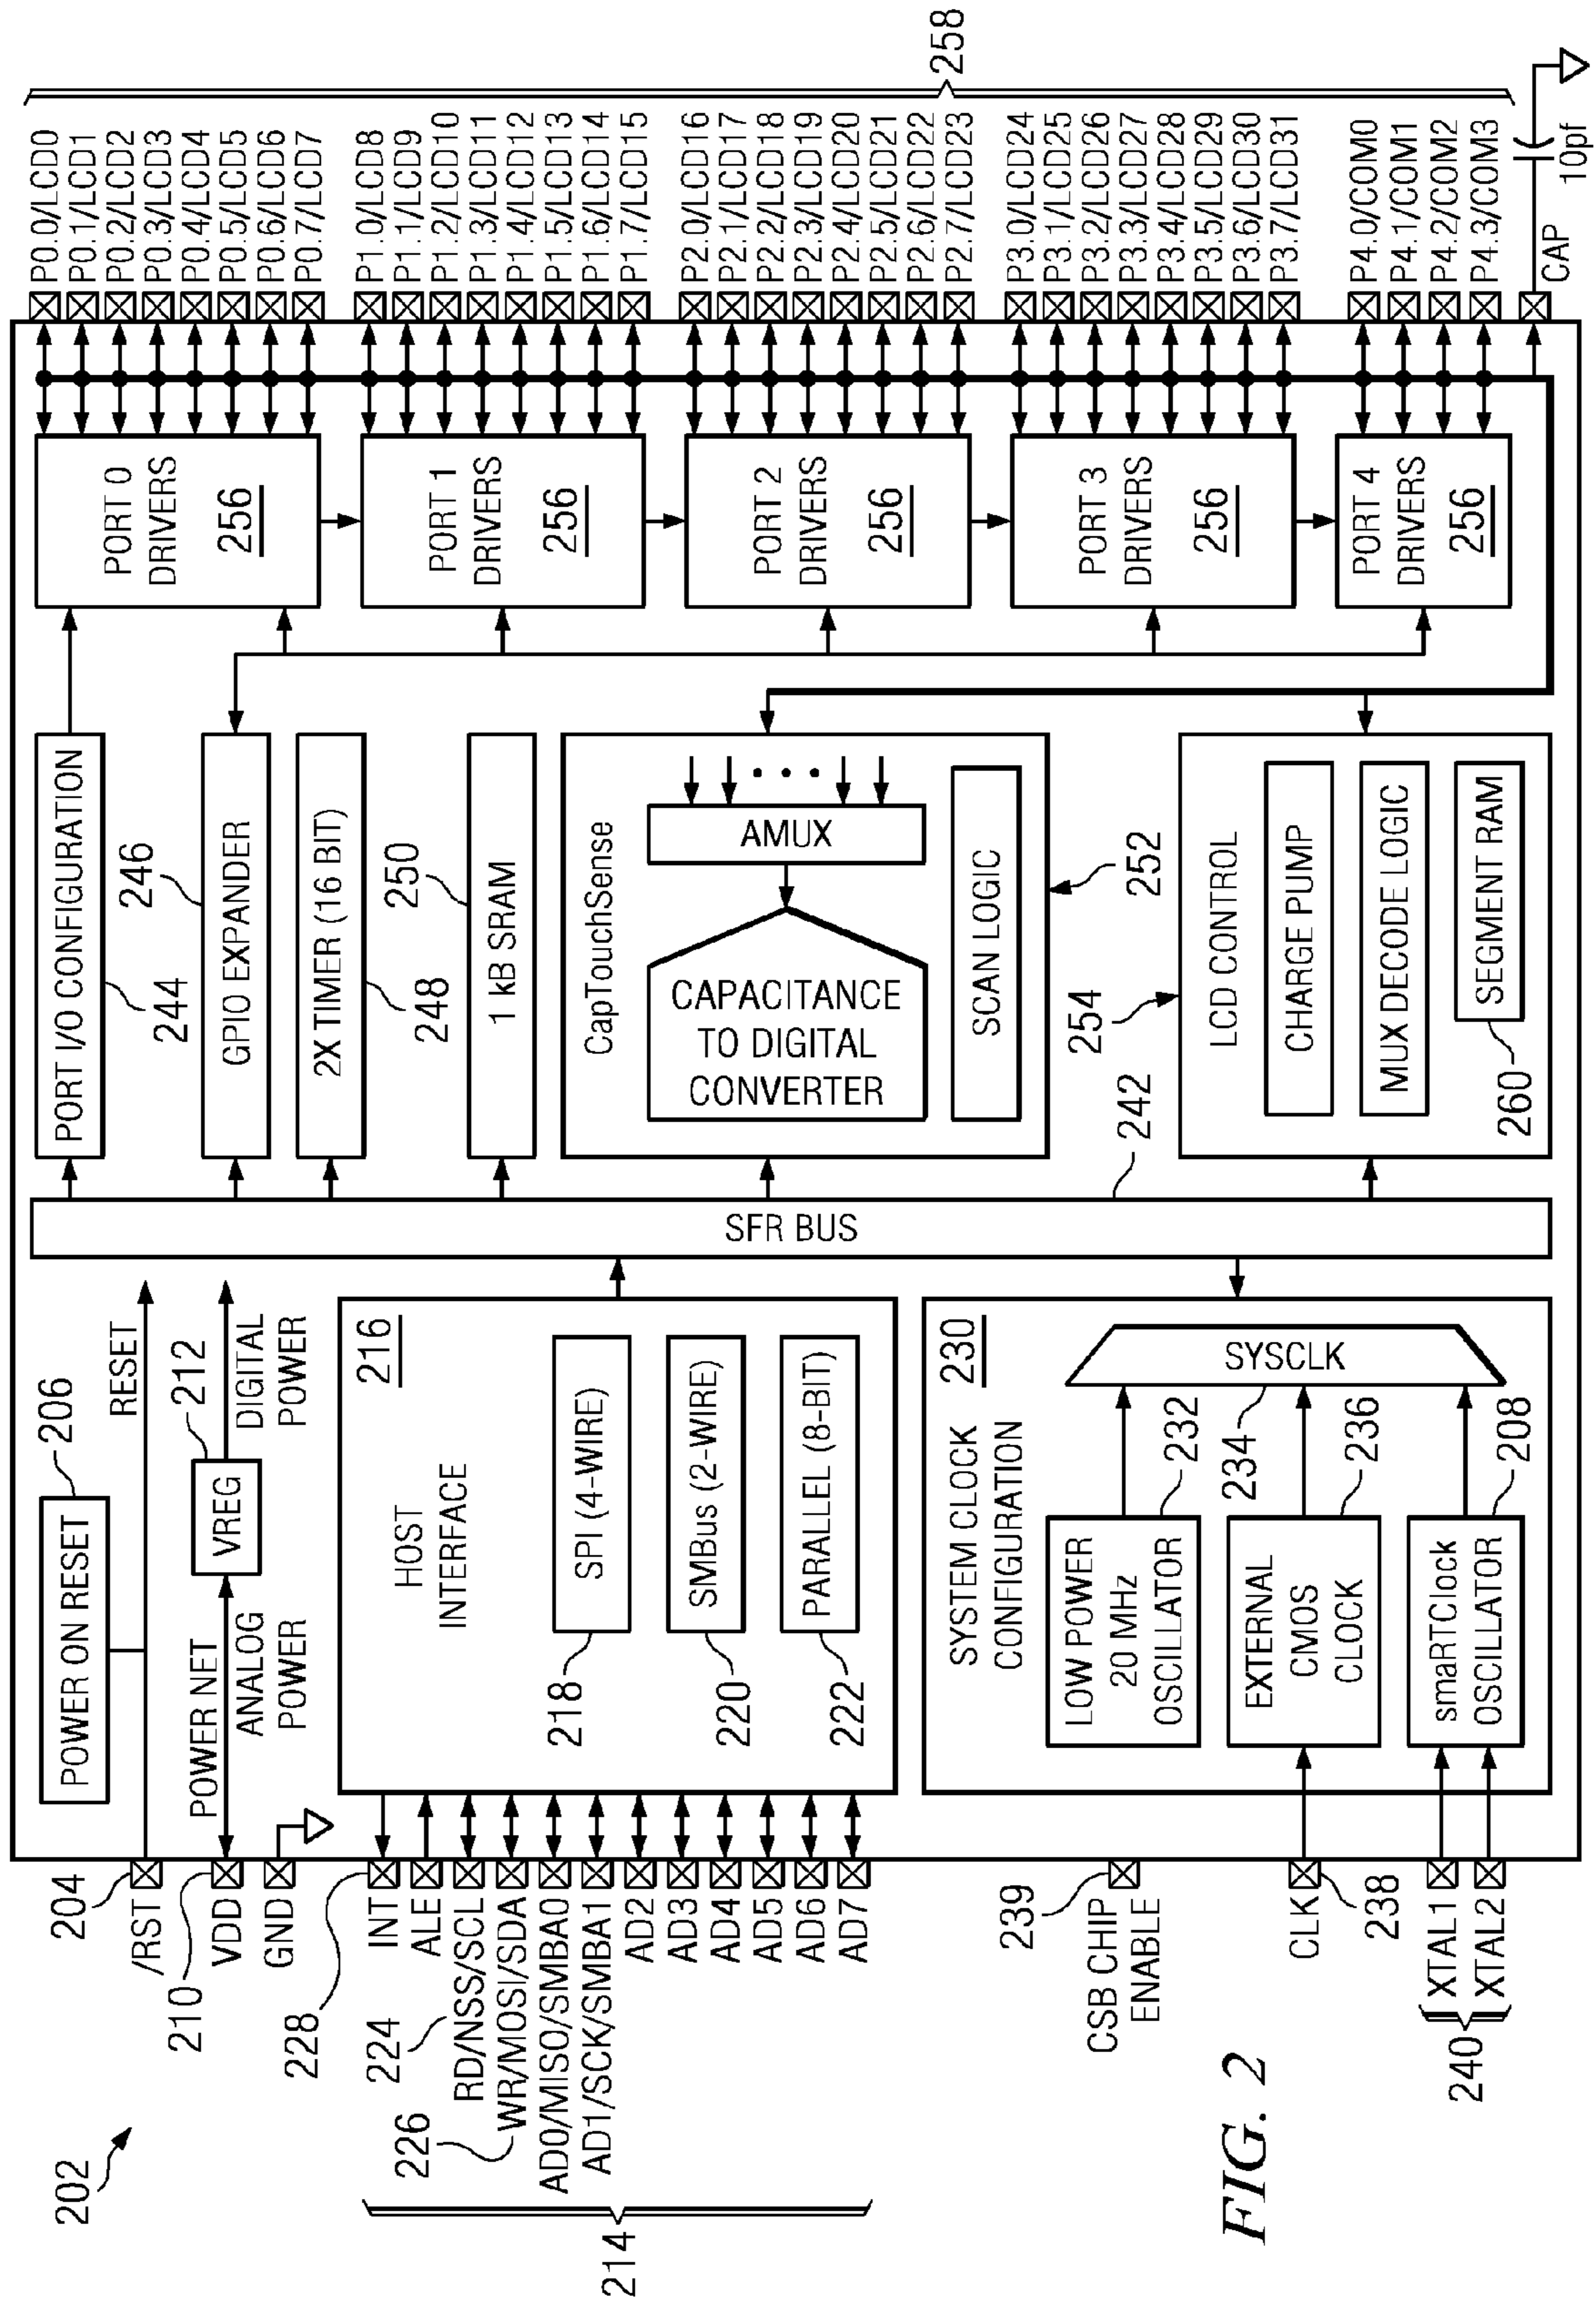 202
204
/RST
210
VDD
GND
POWER ON RESET
206
RESET
POWER NET
ANALOG
POWER
VREG
212
DIGITAL
POWER
228
INT
ALE
224
RD/NSS/SCL
226
WR/MOSI/SDA
AD0/MISO/SMBA0
AD1/SCK/SMBA1
AD2
AD3
AD4
AD5
AD6
AD7
214
HOST
INTERFACE
216
218
SPI (4-WIRE)
220
SMBus (2-WIRE)
222
PARALLEL (8-BIT)
239
CSB CHIP
ENABLE
CLK
238
XTAL1
XTAL2
240
SYSTEM CLOCK
CONFIGURATION
230
LOW POWER
20 MHz
OSCILLATOR
232
234
SYSCLK
EXTERNAL
CMOS
CLOCK
236
smaRTClock
OSCILLATOR
208
SFR BUS
242
PORT I/O CONFIGURATION
244
246
GPIO EXPANDER
2X TIMER (16 BIT)
248
250
1 kB SRAM
CapTouchSense
AMUX
CAPACITANCE
TO DIGITAL
CONVERTER
SCAN LOGIC
252
254
LCD CONTROL
CHARGE PUMP
MUX DECODE LOGIC
SEGMENT RAM
260
PORT 0
DRIVERS
256
PORT 1
DRIVERS
256
PORT 2
DRIVERS
256
PORT 3
DRIVERS
256
PORT 4
DRIVERS
256
P0.0/LCD0
P0.1/LCD1
P0.2/LCD2
P0.3/LCD3
P0.4/LCD4
P0.5/LCD5
P0.6/LCD6
P0.7/LCD7
P1.0/LCD8
P1.1/LCD9
P1.2/LCD10
P1.3/LCD11
P1.4/LCD12
P1.5/LCD13
P1.6/LCD14
P1.7/LCD15
P2.0/LCD16
P2.1/LCD17
P2.2/LCD18
P2.3/LCD19
P2.4/LCD20
P2.5/LCD21
P2.6/LCD22
P2.7/LCD23
P3.0/LCD24
P3.1/LCD25
P3.2/LCD26
P3.3/LCD27
P3.4/LCD28
P3.5/LCD29
P3.6/LCD30
P3.7/LCD31
P4.0/COM0
P4.1/COM1
P4.2/COM2
P4.3/COM3
CAP
10pf
258
FIG. 2